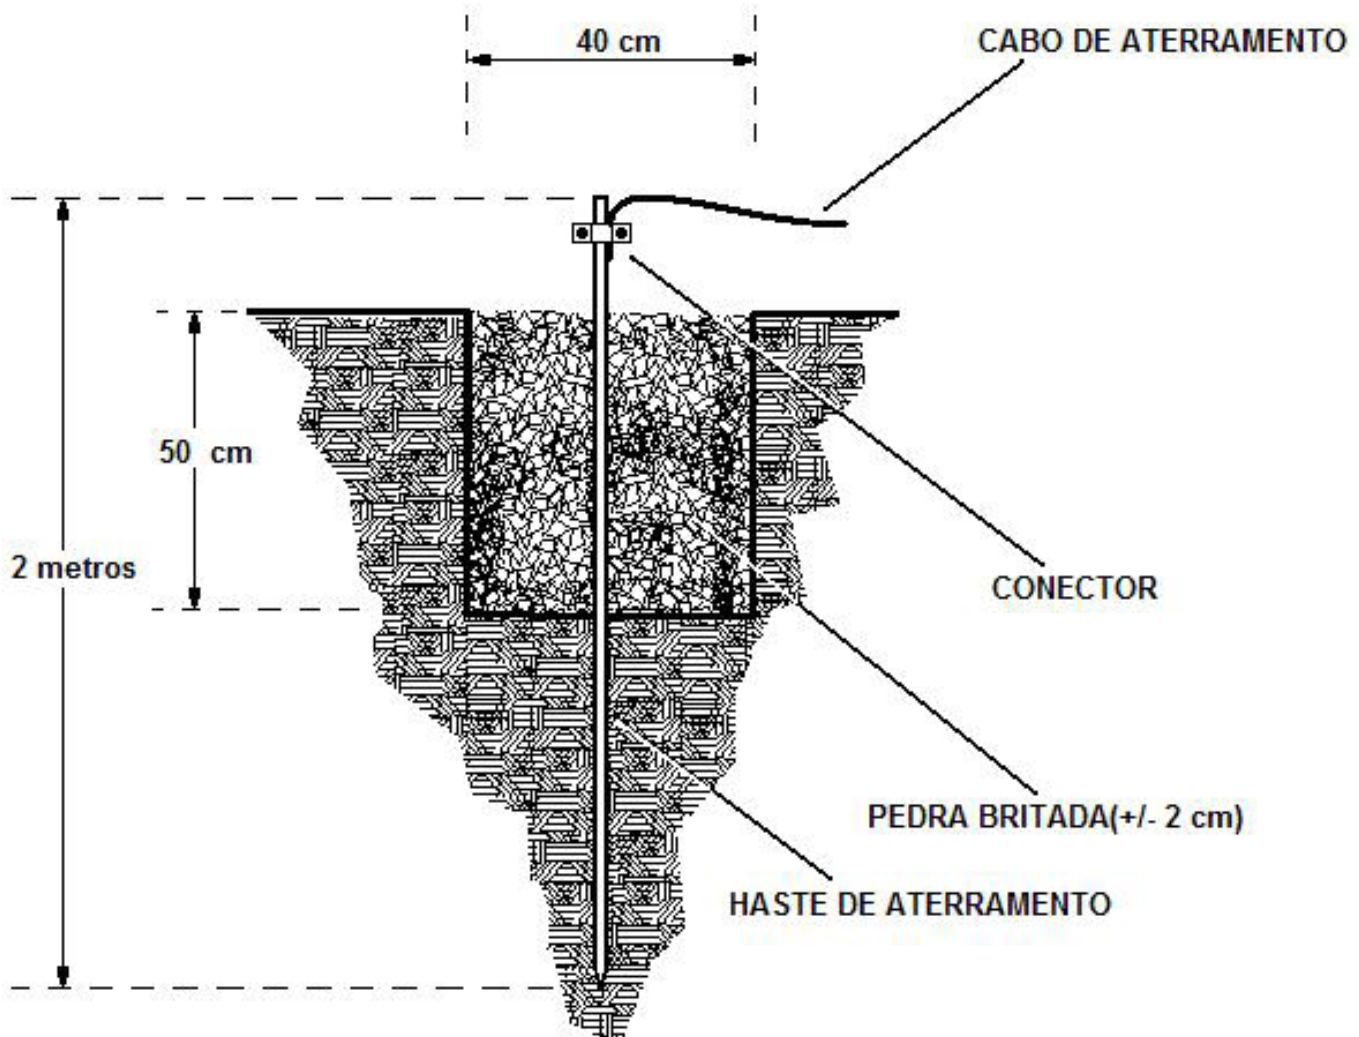 40 cm
CABO DE ATERRAMENTO
50 cm
2 metros
CONECTOR
PEDRA BRITADA(+/- 2 cm)
HASTE DE ATERRAMENTO